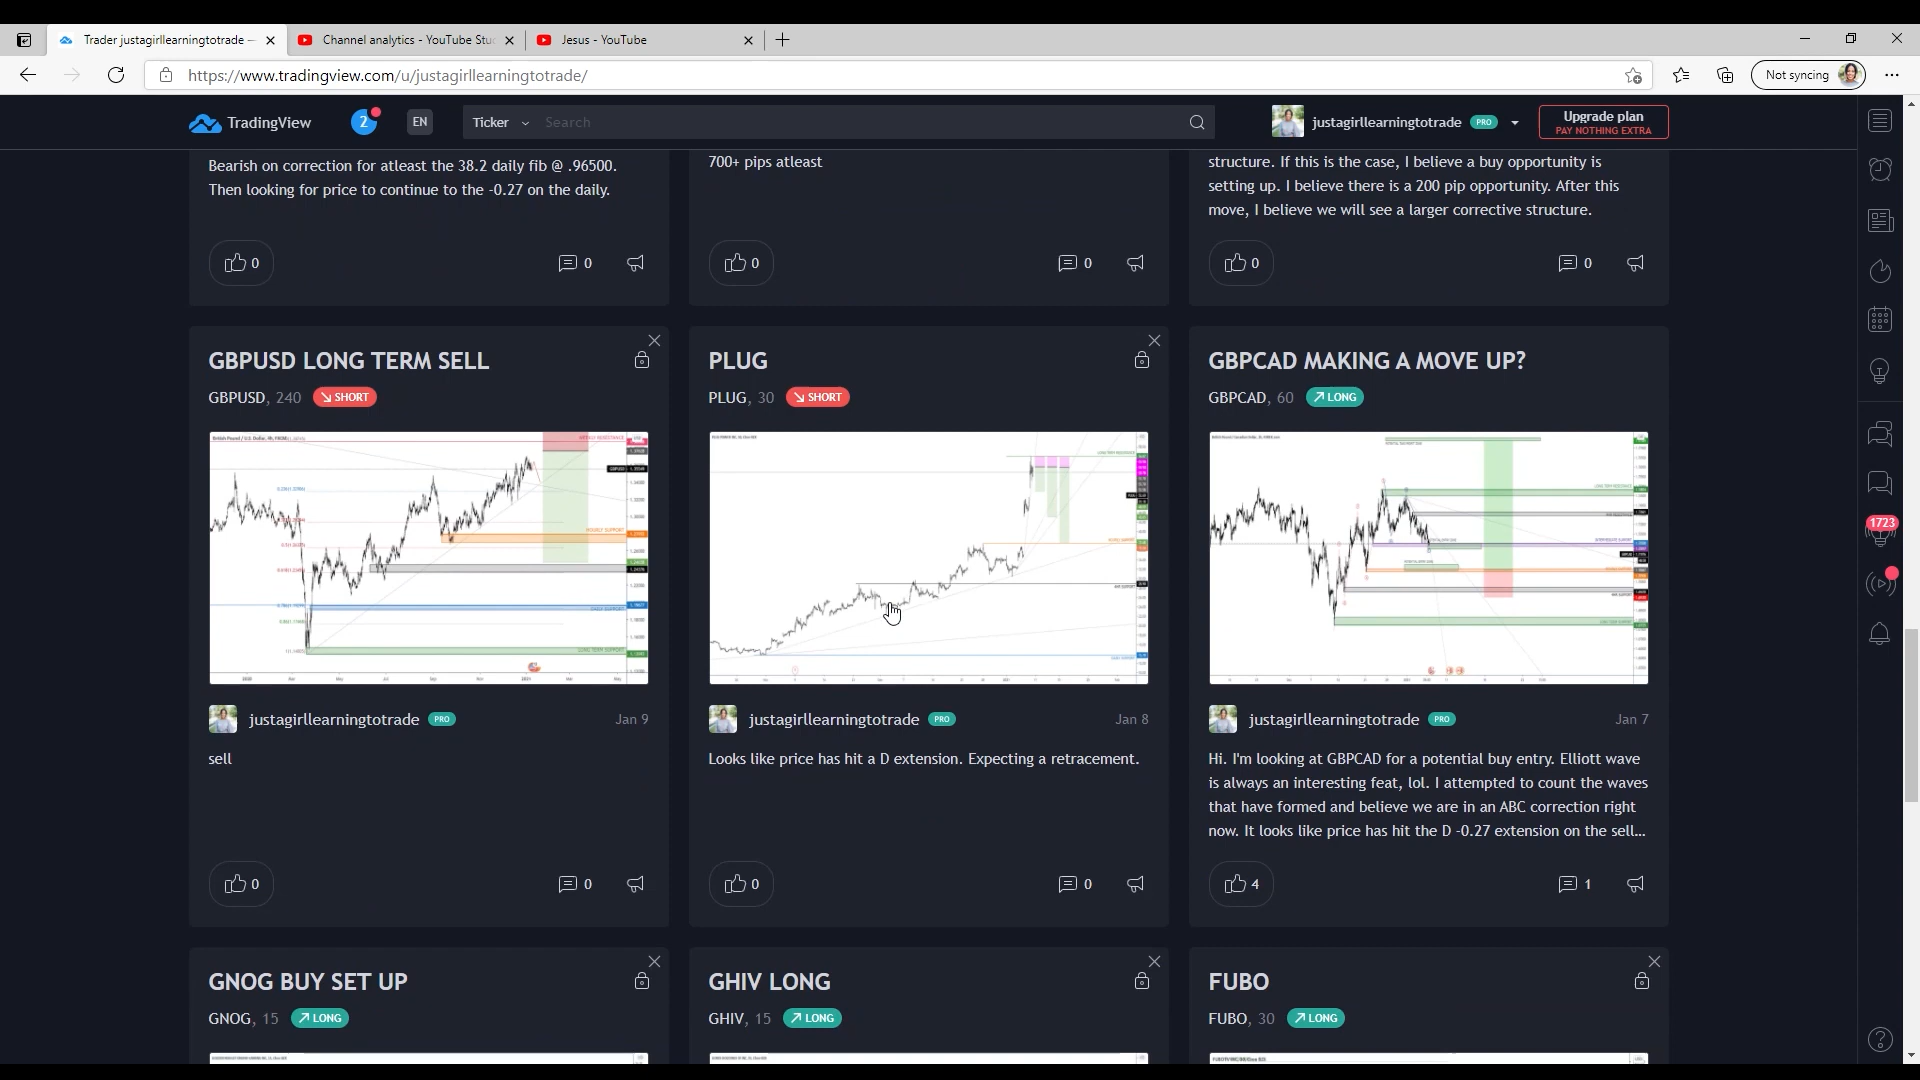 Trader justagirllearningtotrade —
Channel analytics - YouTube Stu
Jesus - YouTube
https://www.tradingview.com/u/justagirllearningtotrade/
Not syncing
TradingView
2
EN
Ticker
Search
justagirllearningtotrade PRO
Upgrade plan
PAY NOTHING EXTRA
Bearish on correction for atleast the 38.2 daily fib @ .96500.
Then looking for price to continue to the -0.27 on the daily.
0
0
700+ pips atleast
0
0
structure. If this is the case, I believe a buy opportunity is
setting up. I believe there is a 200 pip opportunity. After this
move, I believe we will see a larger corrective structure.
0
0
GBPUSD LONG TERM SELL
GBPUSD, 240 SHORT
justagirllearningtotrade PRO Jan 9
sell
0
0
PLUG
PLUG, 30 SHORT
justagirllearningtotrade PRO Jan 8
Looks like price has hit a D extension. Expecting a retracement.
0
0
GBPCAD MAKING A MOVE UP?
GBPCAD, 60 LONG
justagirllearningtotrade PRO Jan 7
Hi. I'm looking at GBPCAD for a potential buy entry. Elliott wave
is always an interesting feat, lol. I attempted to count the waves
that have formed and believe we are in an ABC correction right
now. It looks like price has hit the D -0.27 extension on the sell...
4
1
GNOG BUY SET UP
GNOG, 15 LONG
GHIV LONG
GHIV, 15 LONG
FUBO
FUBO, 30 LONG
1723